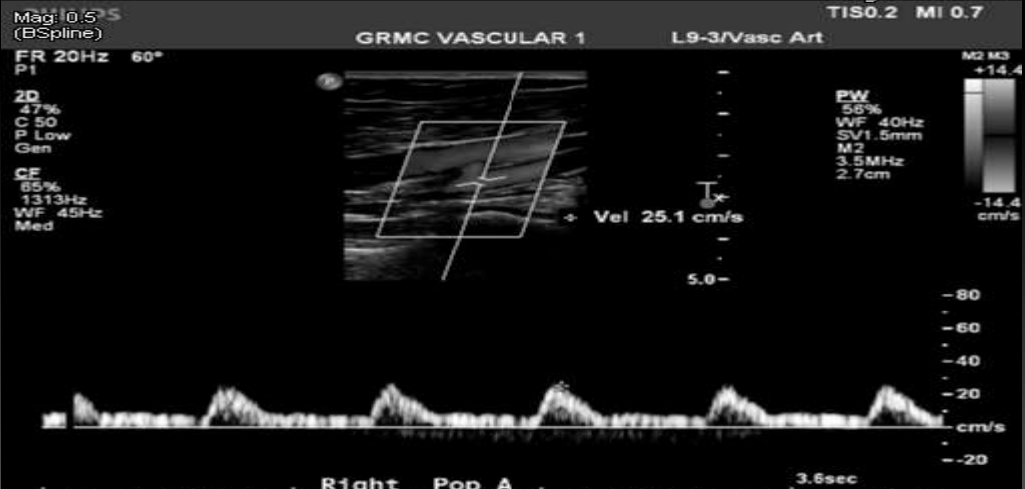 PHILIPS
Mag: 0.5
(BSpline)
TIS0.2 MI 0.7
GRMC VASCULAR 1
L9-3/Vasc Art
FR 20Hz 60°
P1
2D
47%
C 50
P Low
Gen
CF
65%
1313Hz
WF 45Hz
Med
P
M2 M3
+14.4
-14.4
cm/s
PW
56%
WF 40Hz
SV1.5mm
M2
3.5MHz
2.7cm
Vel 25.1 cm/s
5.0
80
60
40
20
cm/s
-20
Right Pop A
3.6sec